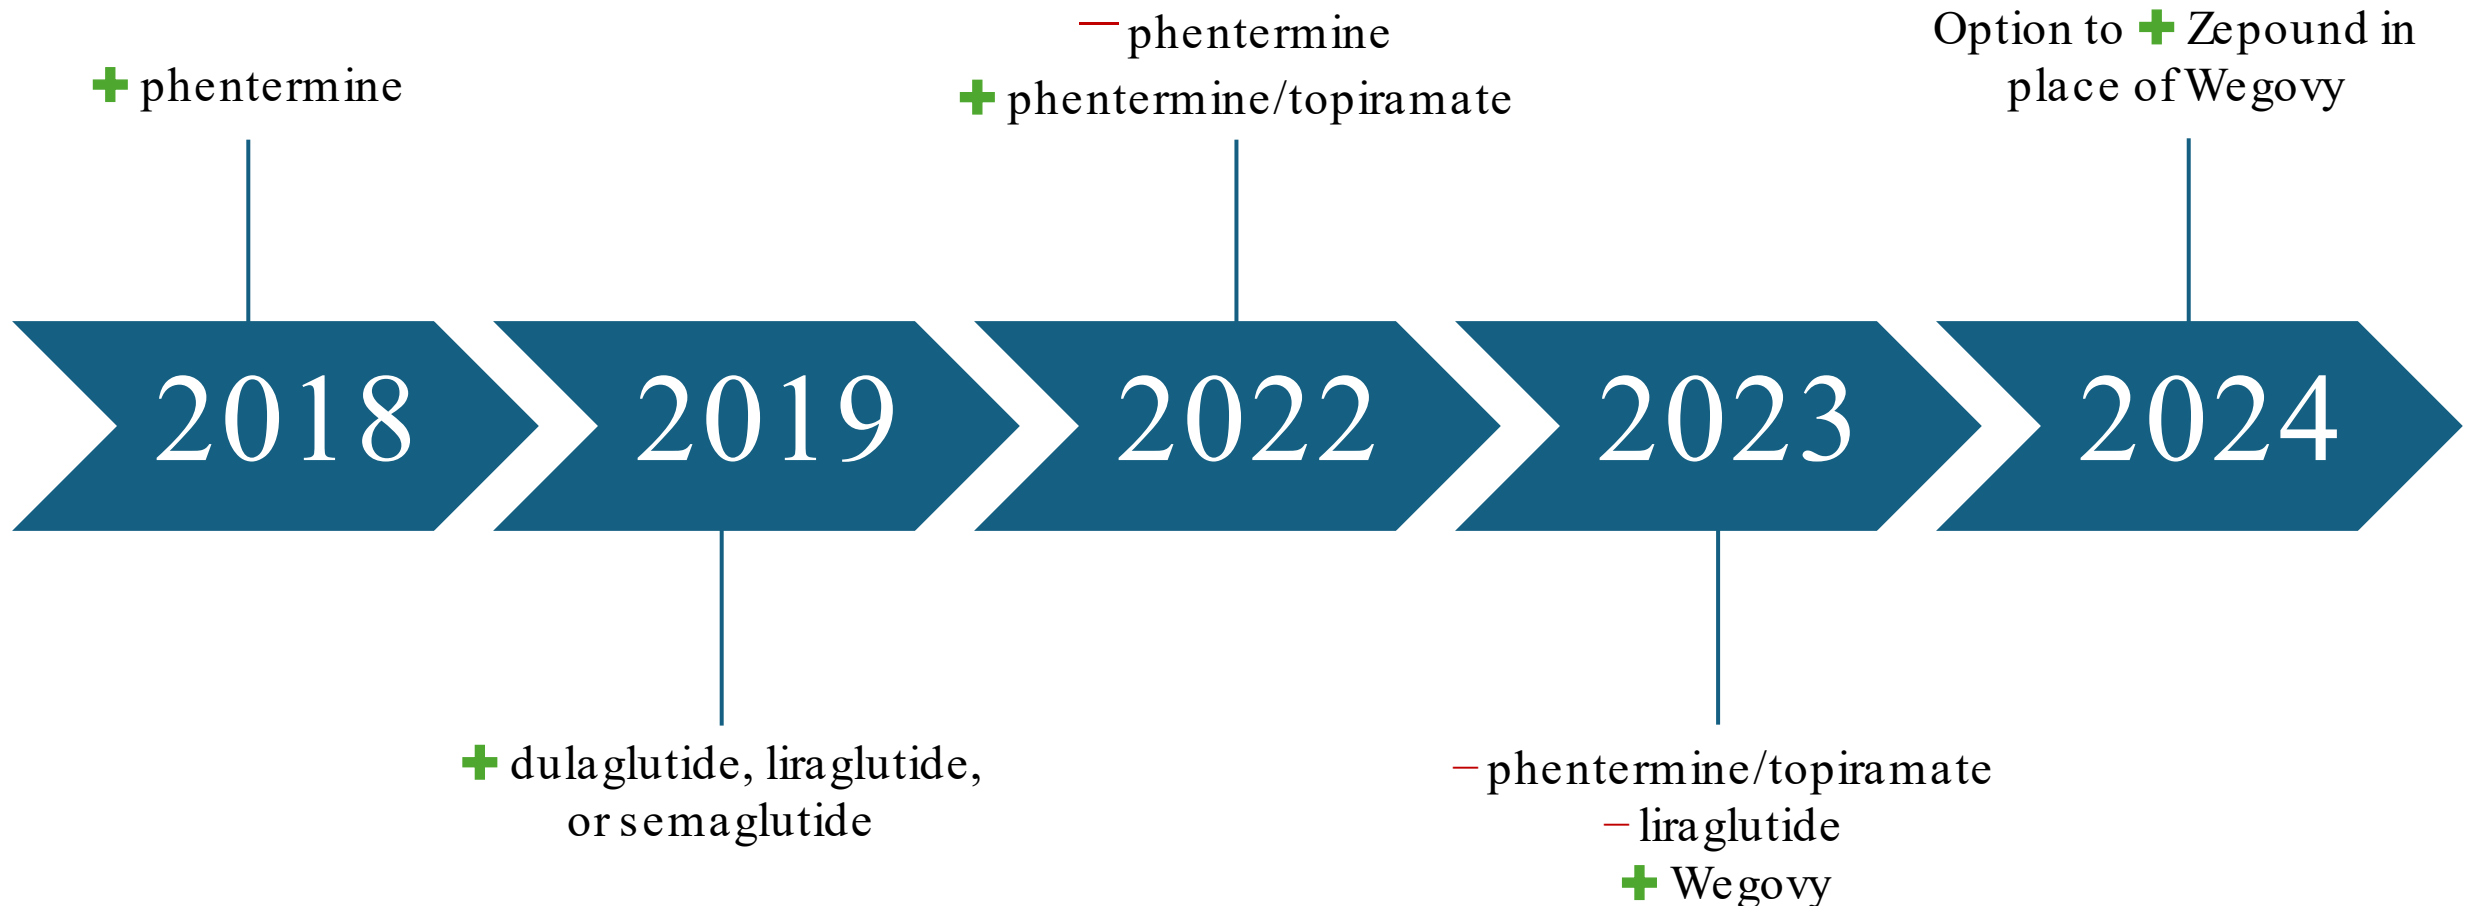 + phentermine
2018
2019
+ dulaglutide, liraglutide,
or semaglutide
− phentermine
+ phentermine/topiramate
2022
2023
− phentermine/topiramate
− liraglutide
+ Wegovy
Option to + Zepound in
place of Wegovy
2024